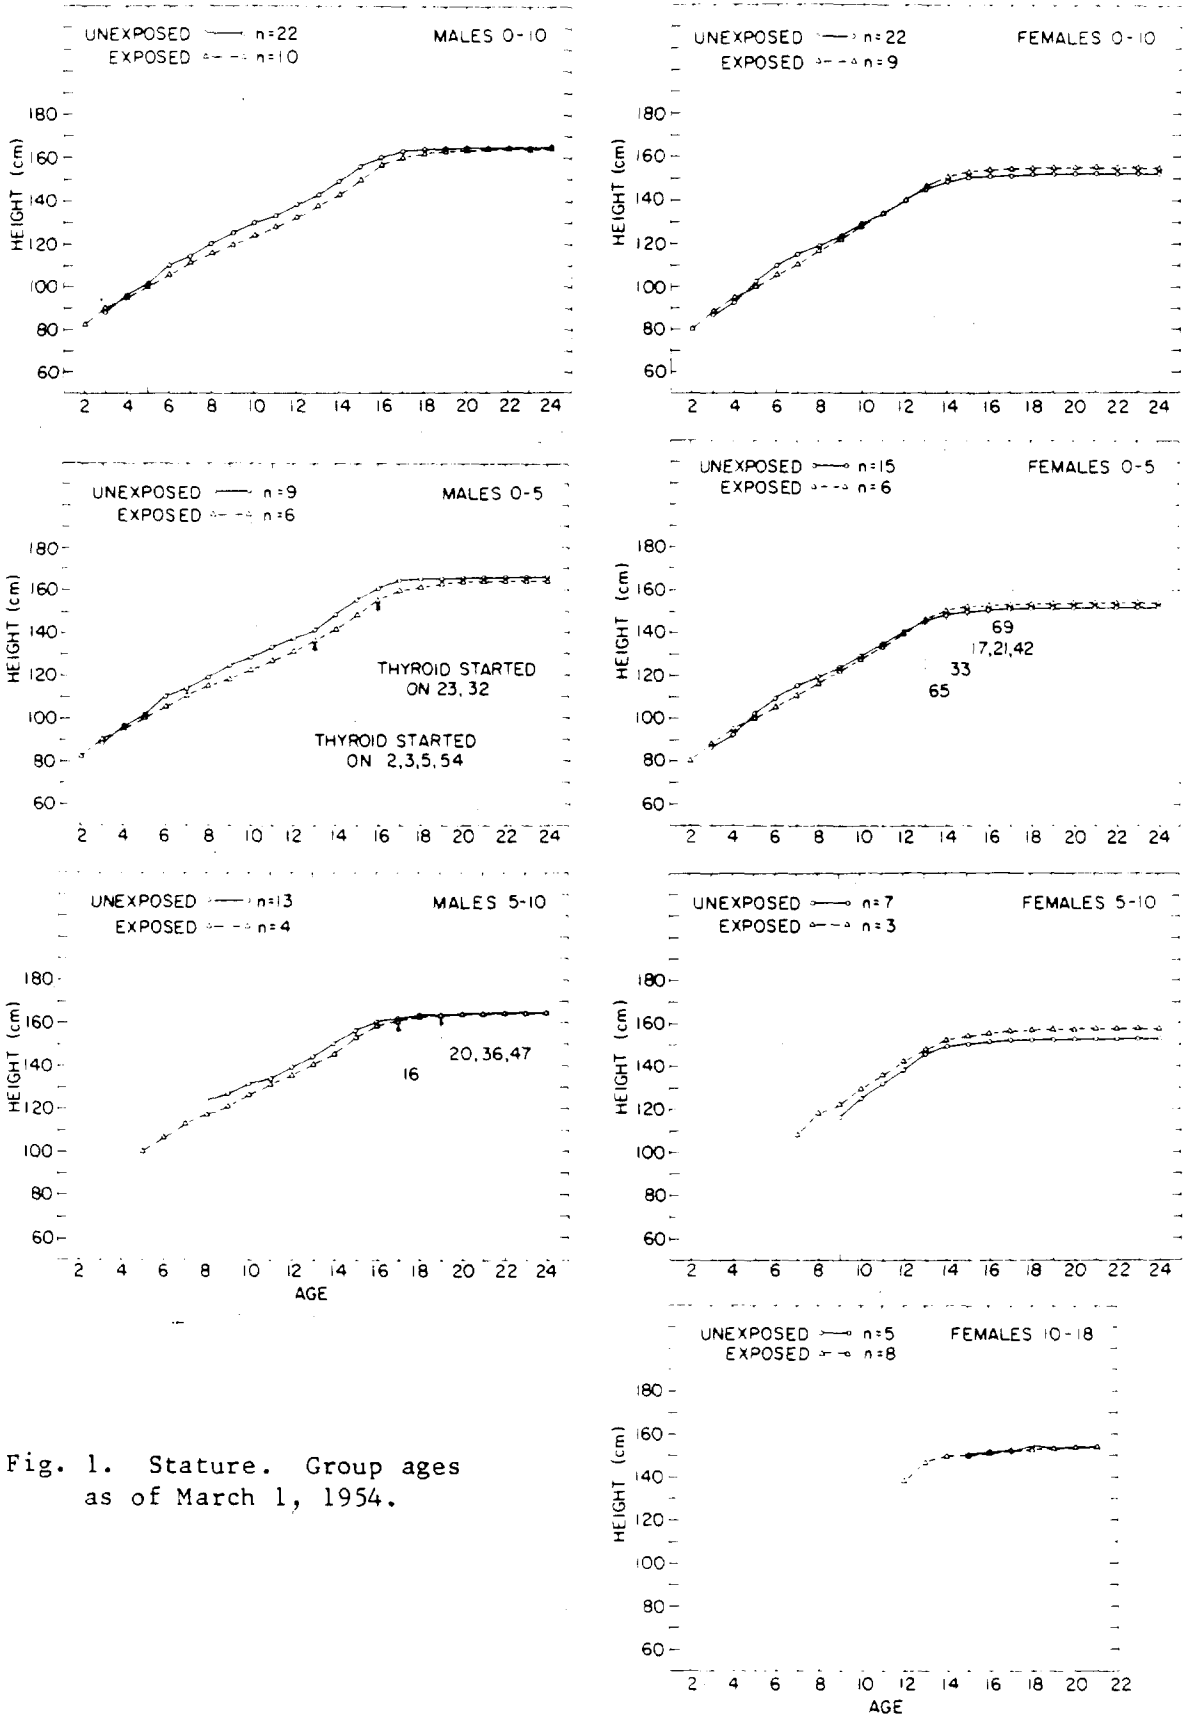 UNEXPOSED n=22 MALES 0-10
EXPOSED n=10
HEIGHT (cm)
180
160
140
120
100
80
60
2 4 6 8 10 12 14 16 18 20 22 24
UNEXPOSED n=22 FEMALES 0-10
EXPOSED n=9
HEIGHT (cm)
180
160
140
120
100
80
60
2 4 6 8 10 12 14 16 18 20 22 24
UNEXPOSED n=9 MALES 0-5
EXPOSED n=6
HEIGHT (cm)
180
160
140
120
100
80
60
THYROID STARTED
ON 23, 32
THYROID STARTED
ON 2,3,5,54
2 4 6 8 10 12 14 16 18 20 22 24
UNEXPOSED n=15 FEMALES 0-5
EXPOSED n=6
HEIGHT (cm)
180
160
140
120
100
80
60
69
17,21,42
33
65
2 4 6 8 10 12 14 16 18 20 22 24
UNEXPOSED n=13 MALES 5-10
EXPOSED n=4
HEIGHT (cm)
180
160
140
120
100
80
60
20,36,47
16
2 4 6 8 10 12 14 16 18 20 22 24
AGE
UNEXPOSED n=7 FEMALES 5-10
EXPOSED n=3
HEIGHT (cm)
180
160
140
120
100
80
60
2 4 6 8 10 12 14 16 18 20 22 24
UNEXPOSED n=5 FEMALES 10-18
EXPOSED n=8
HEIGHT (cm)
180
160
140
120
100
80
60
2 4 6 8 10 12 14 16 18 20 22
AGE
Fig. 1. Stature. Group ages
as of March 1, 1954.